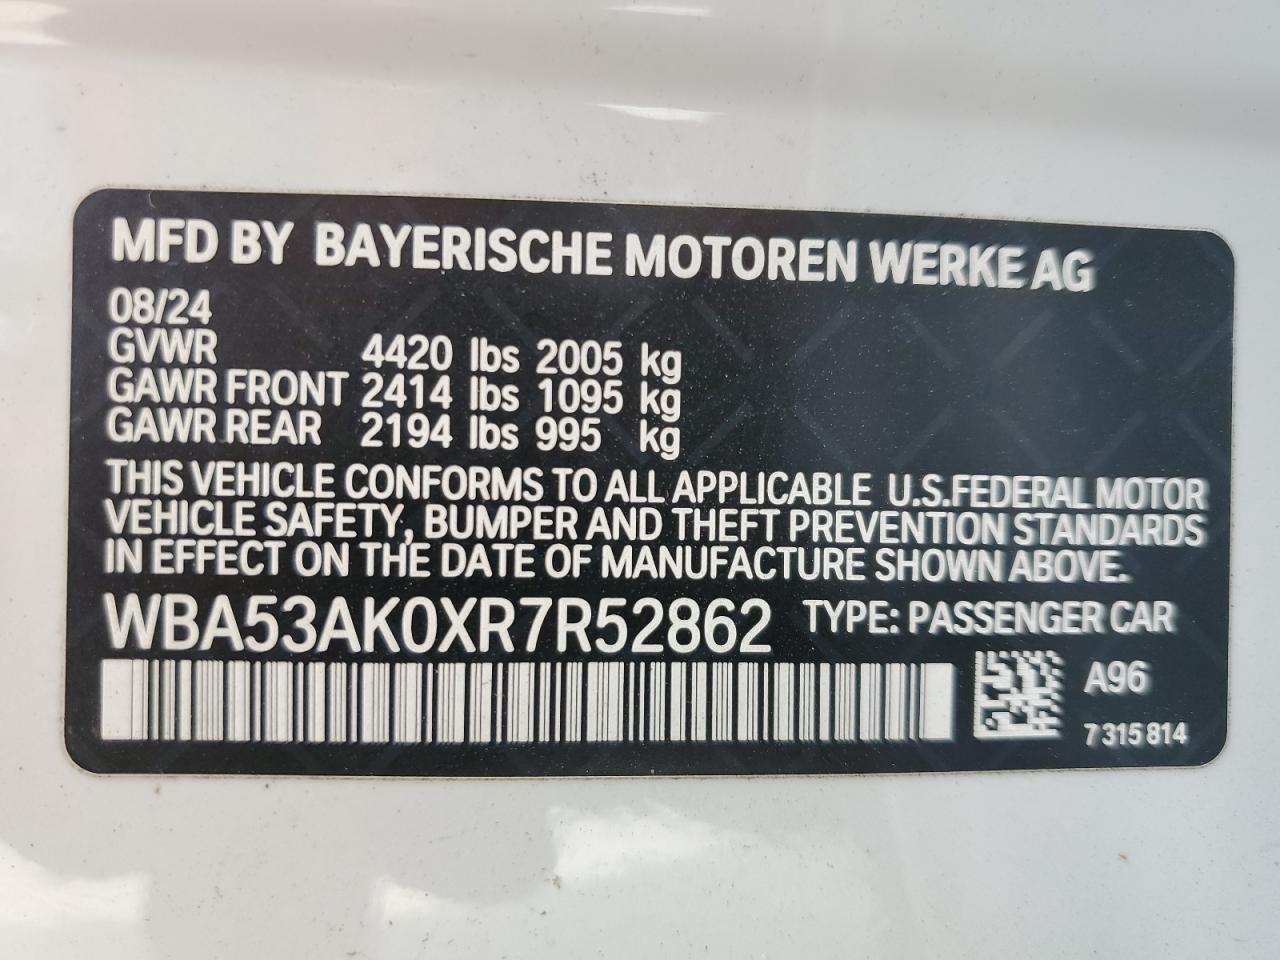 MFD BY BAYERISCHE MOTOREN WERKE AG
08/24
GVWR 4420 lbs 2005 kg
GAWR FRONT 2414 lbs 1095 kg
GAWR REAR 2194 lbs 995 kg
THIS VEHICLE CONFORMS TO ALL APPLICABLE U.S.FEDERAL MOTOR
VEHICLE SAFETY, BUMPER AND THEFT PREVENTION STANDARDS
IN EFFECT ON THE DATE OF MANUFACTURE SHOWN ABOVE.
WBA53AK0XR7R52862 TYPE: PASSENGER CAR
A96
7 315 814